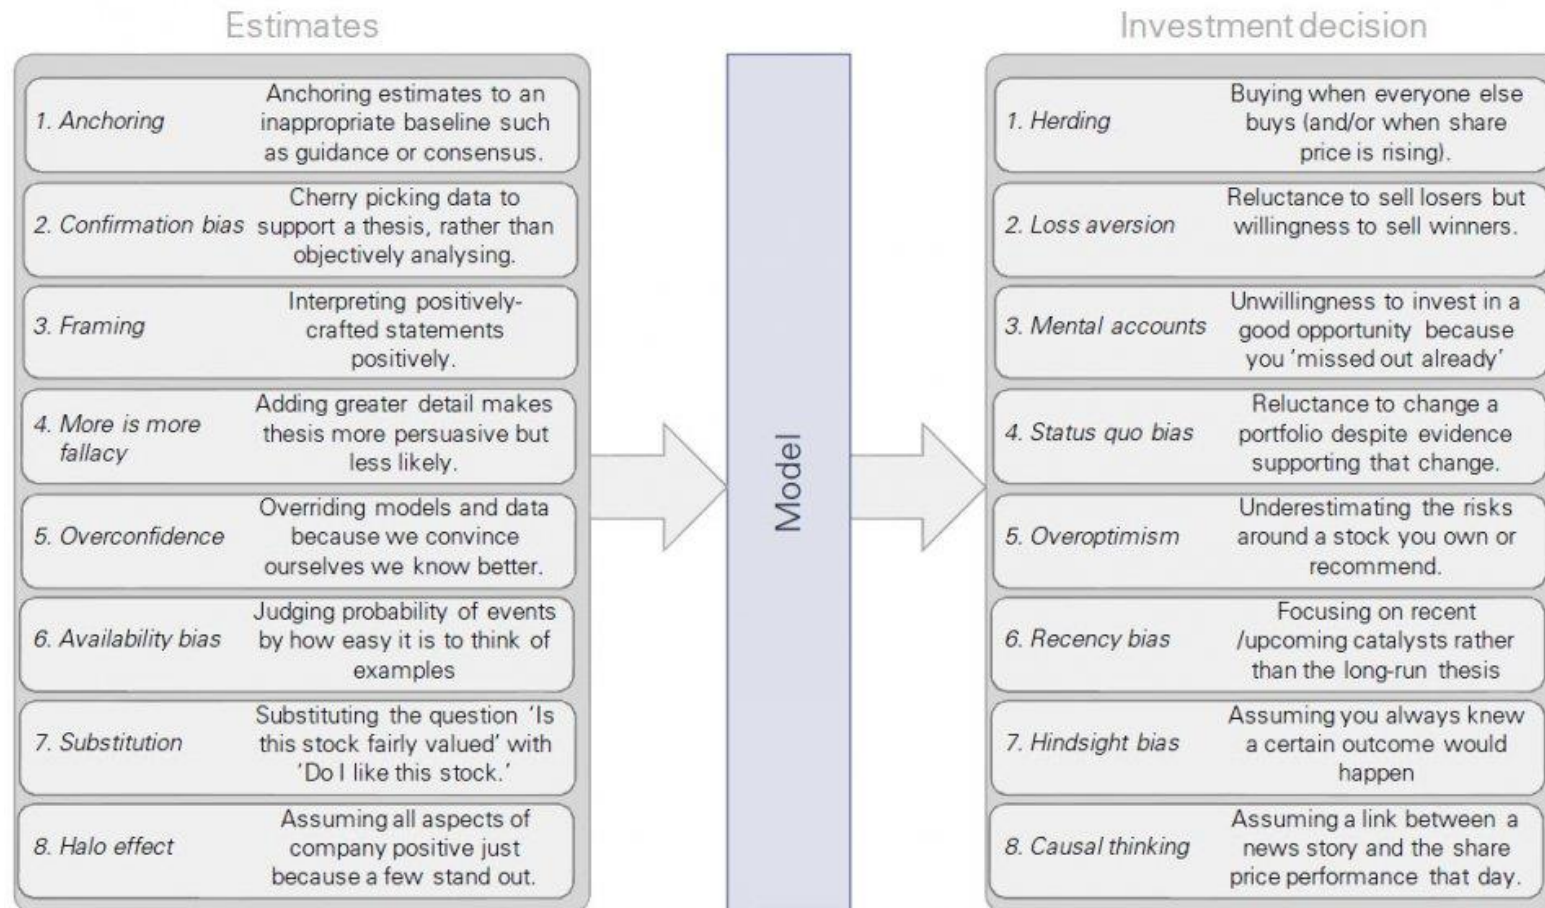 Estimates
1. Anchoring
Anchoring estimates to an
inappropriate baseline such
as guidance or consensus.
2. Confirmation bias
Cherry picking data to
support a thesis, rather than
objectively analysing.
3. Framing
Interpreting positively-
crafted statements
positively.
4. More is more
fallacy
Adding greater detail makes
thesis more persuasive but
less likely.
5. Overconfidence
Overriding models and data
because we convince
ourselves we know better.
6. Availability bias
Judging probability of events
by how easy it is to think of
examples
7. Substitution
Substituting the question 'Is
this stock fairly valued' with
'Do I like this stock.'
8. Halo effect
Assuming all aspects of
company positive just
because a few stand out.
Model
Investment decision
1. Herding
Buying when everyone else
buys (and/or when share
price is rising).
2. Loss aversion
Reluctance to sell losers but
willingness to sell winners.
3. Mental accounts
Unwillingness to invest in a
good opportunity because
you 'missed out already'
4. Status quo bias
Reluctance to change a
portfolio despite evidence
supporting that change.
5. Overoptimism
Underestimating the risks
around a stock you own or
recommend.
6. Recency bias
Focusing on recent
/upcoming catalysts rather
than the long-run thesis
7. Hindsight bias
Assuming you always knew
a certain outcome would
happen
8. Causal thinking
Assuming a link between a
news story and the share
price performance that day.